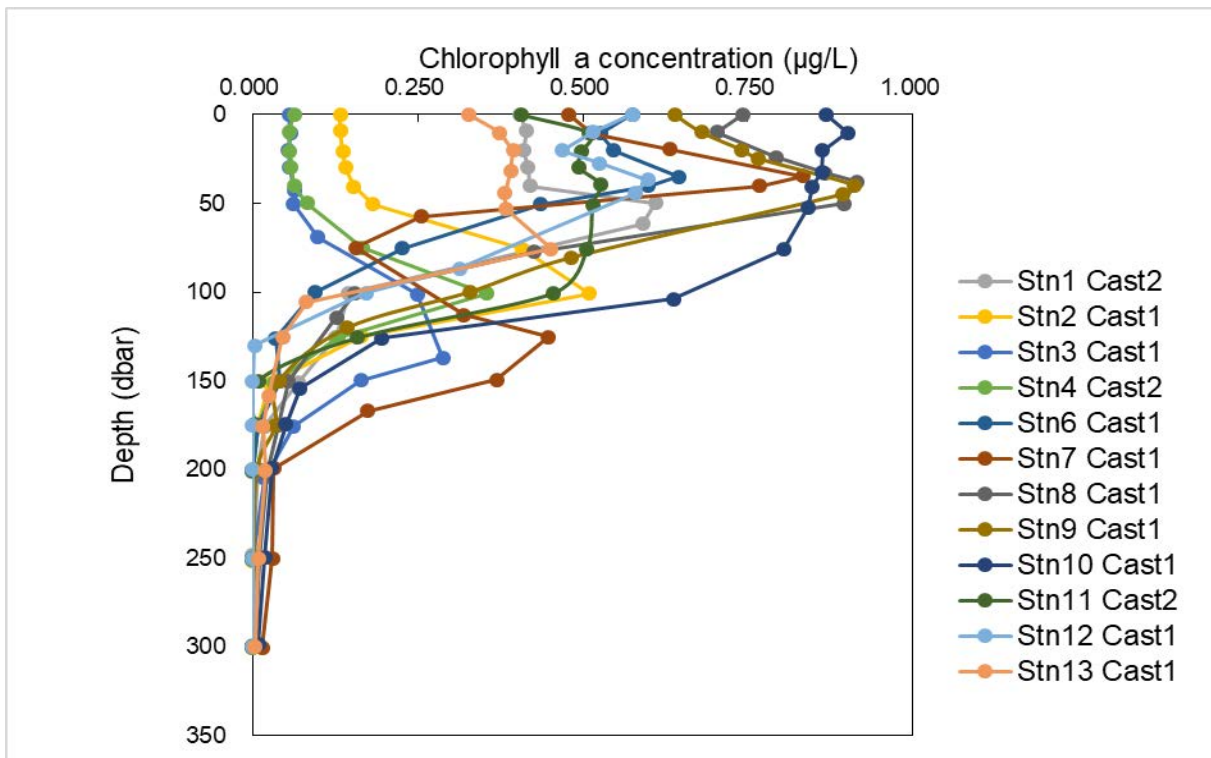 Chlorophyll a concentration (µg/L)
0.000 0.250 0.500 0.750 1.000
0
50
100
150
200
250
300
350
Depth (dbar)
Stn1 Cast2
Stn2 Cast1
Stn3 Cast1
Stn4 Cast2
Stn6 Cast1
Stn7 Cast1
Stn8 Cast1
Stn9 Cast1
Stn10 Cast1
Stn11 Cast2
Stn12 Cast1
Stn13 Cast1